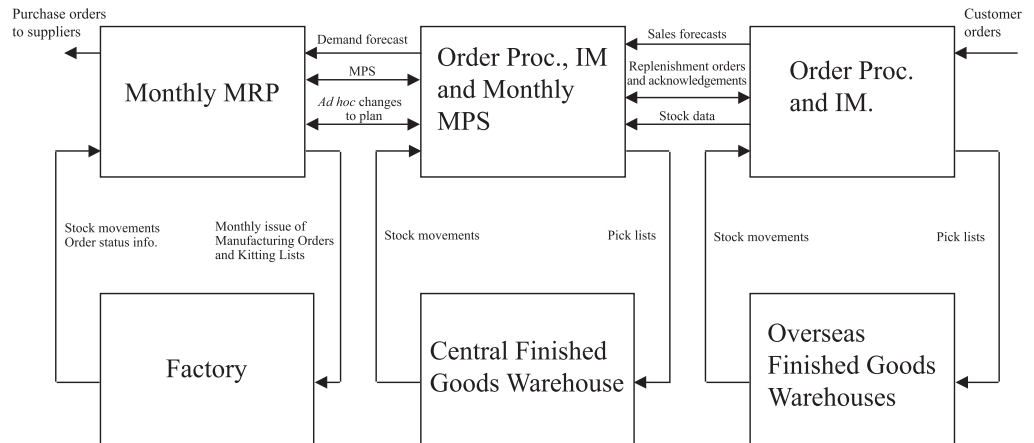 Purchase orders
to suppliers
Customer
orders
Monthly MRP
Demand forecast
MPS
Ad hoc changes
to plan
Order Proc., IM
and Monthly
MPS
Sales forecasts
Replenishment orders
and acknowledgements
Stock data
Order Proc.
and IM.
Stock movements
Order status info.
Monthly issue of
Manufacturing Orders
and Kitting Lists
Stock movements
Pick lists
Stock movements
Pick lists
Factory
Central Finished
Goods Warehouse
Overseas
Finished Goods
Warehouses